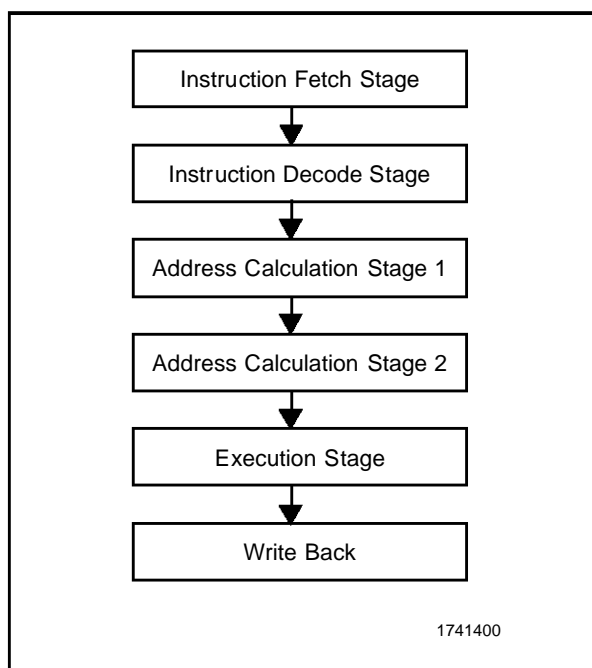 Instruction Fetch Stage
Instruction Decode Stage
Address Calculation Stage 1
Address Calculation Stage 2
Execution Stage
Write Back
1741400